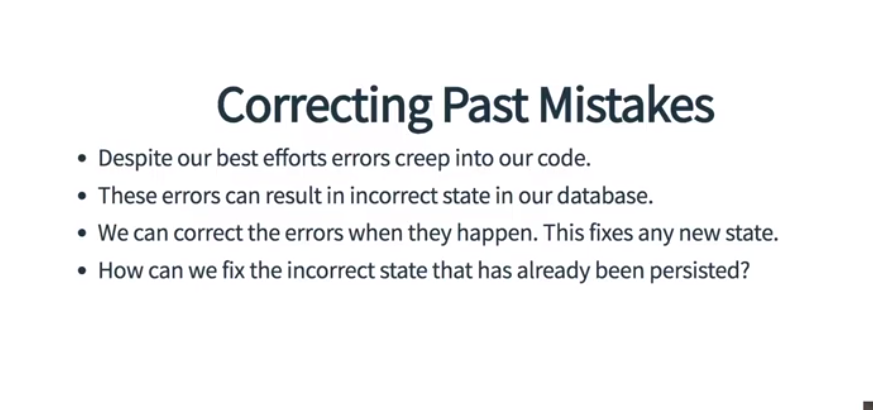 Correcting Past Mistakes
• Despite our best efforts errors creep into our code.
• These errors can result in incorrect state in our database.
• We can correct the errors when they happen. This fixes any new state.
• How can we fix the incorrect state that has already been persisted?